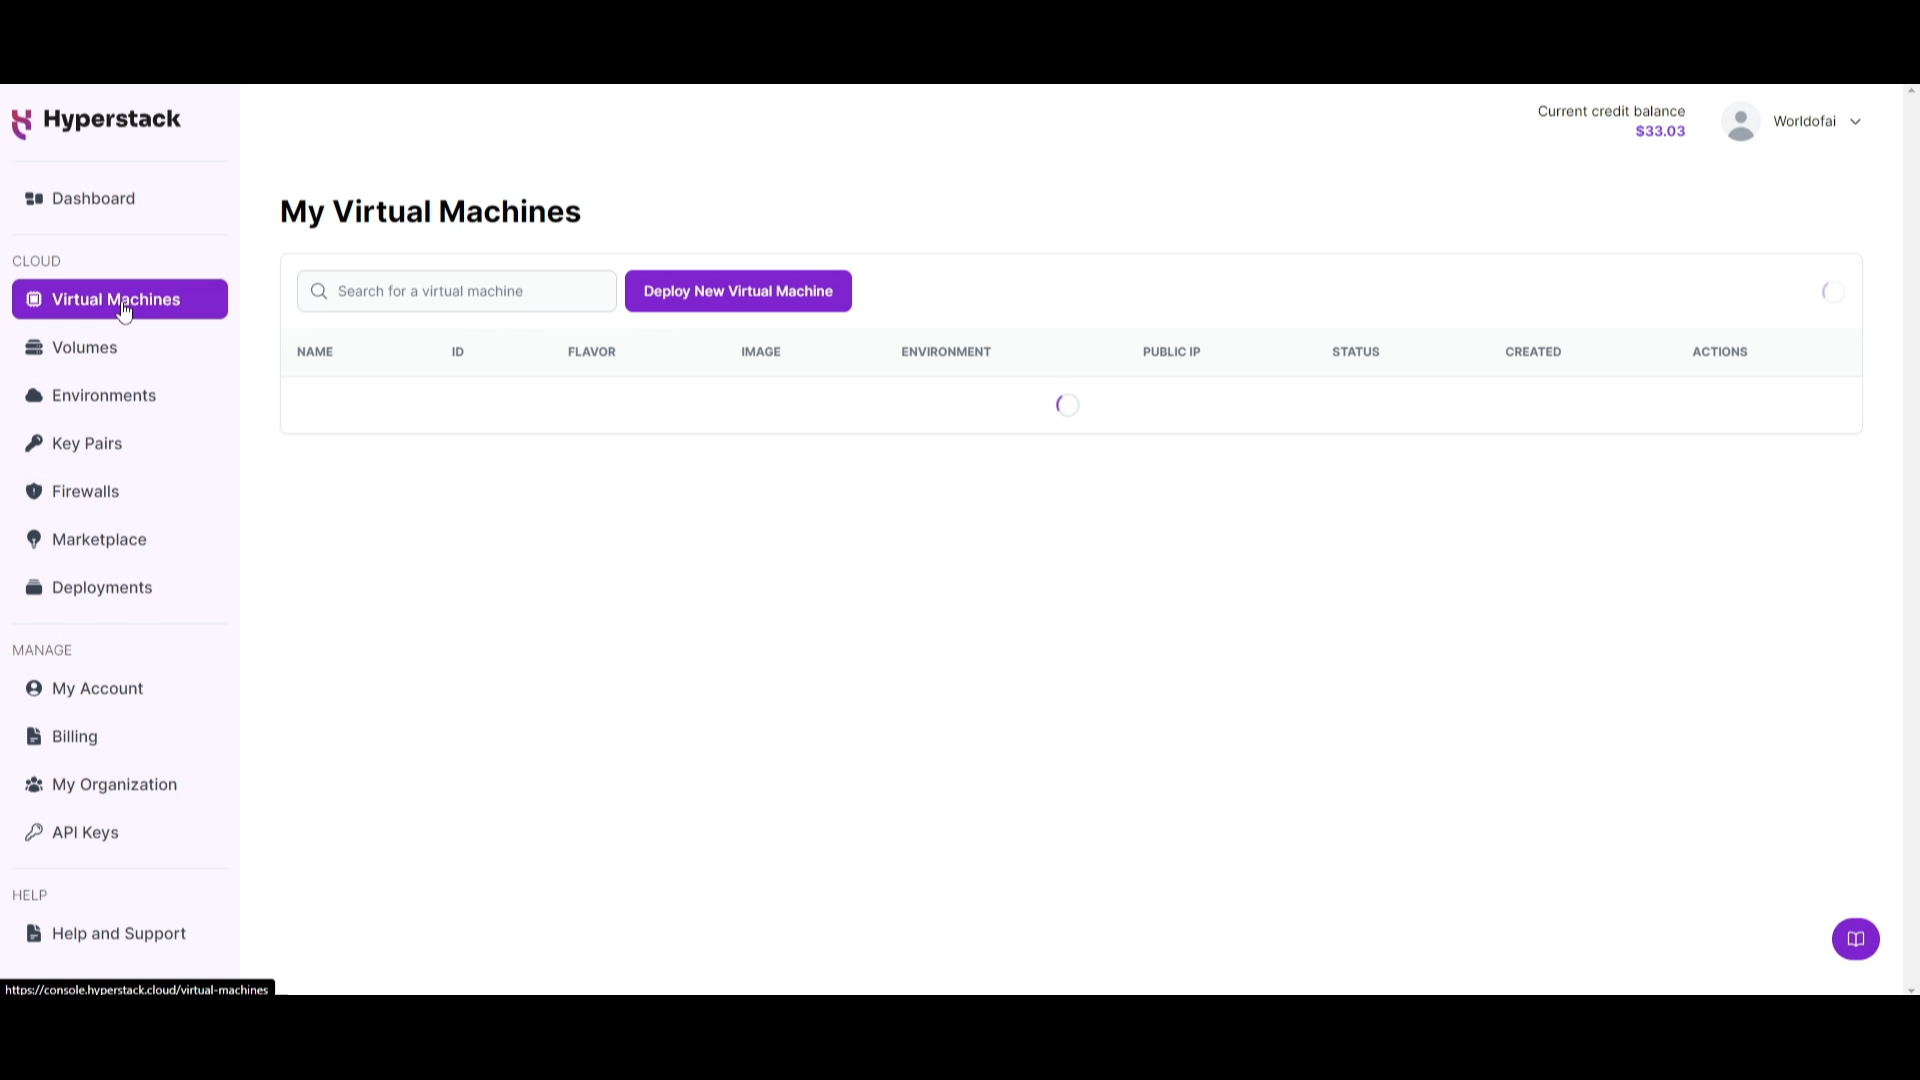 Hyperstack
Current credit balance
$33.03
Worldofai
Dashboard
CLOUD
Virtual Machines
Volumes
Environments
Key Pairs
Firewalls
Marketplace
Deployments
MANAGE
My Account
Billing
My Organization
API Keys
HELP
Help and Support
My Virtual Machines
Search for a virtual machine
Deploy New Virtual Machine
NAME ID FLAVOR IMAGE ENVIRONMENT PUBLIC IP STATUS CREATED ACTIONS
https://console.hyperstack.cloud/virtual-machines